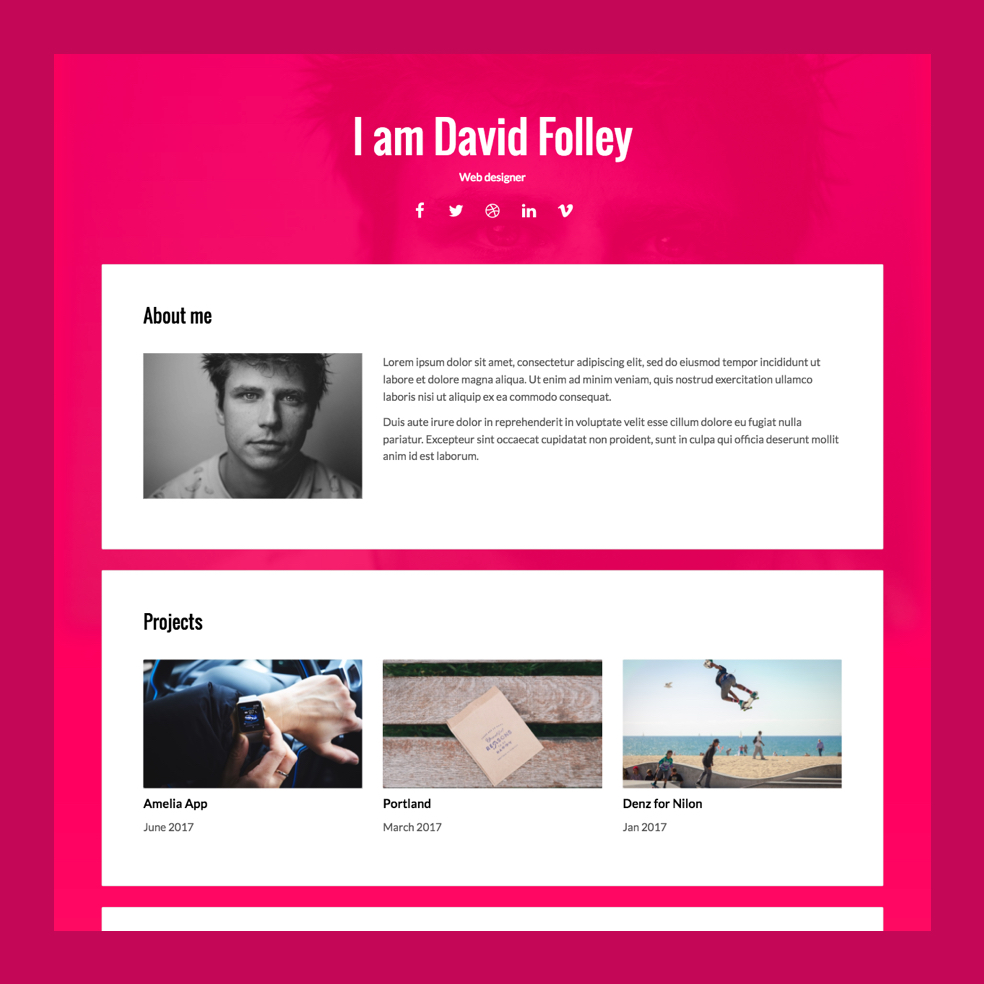 I am David Folley
Web designer
About me
Lorem ipsum dolor sit amet, consectetur adipiscing elit, sed do eiusmod tempor incididunt ut
labore et dolore magna aliqua. Ut enim ad minim veniam, quis nostrud exercitation ullamco
laboris nisi ut aliquip ex ea commodo consequat.
Duis aute irure dolor in reprehenderit in voluptate velit esse cillum dolore eu fugiat nulla
pariatur. Excepteur sint occaecat cupidatat non proident, sunt in culpa qui officia deserunt mollit
anim id est laborum.
Projects
Amelia App
June 2017
Portland
March 2017
Denz for Nilon
Jan 2017